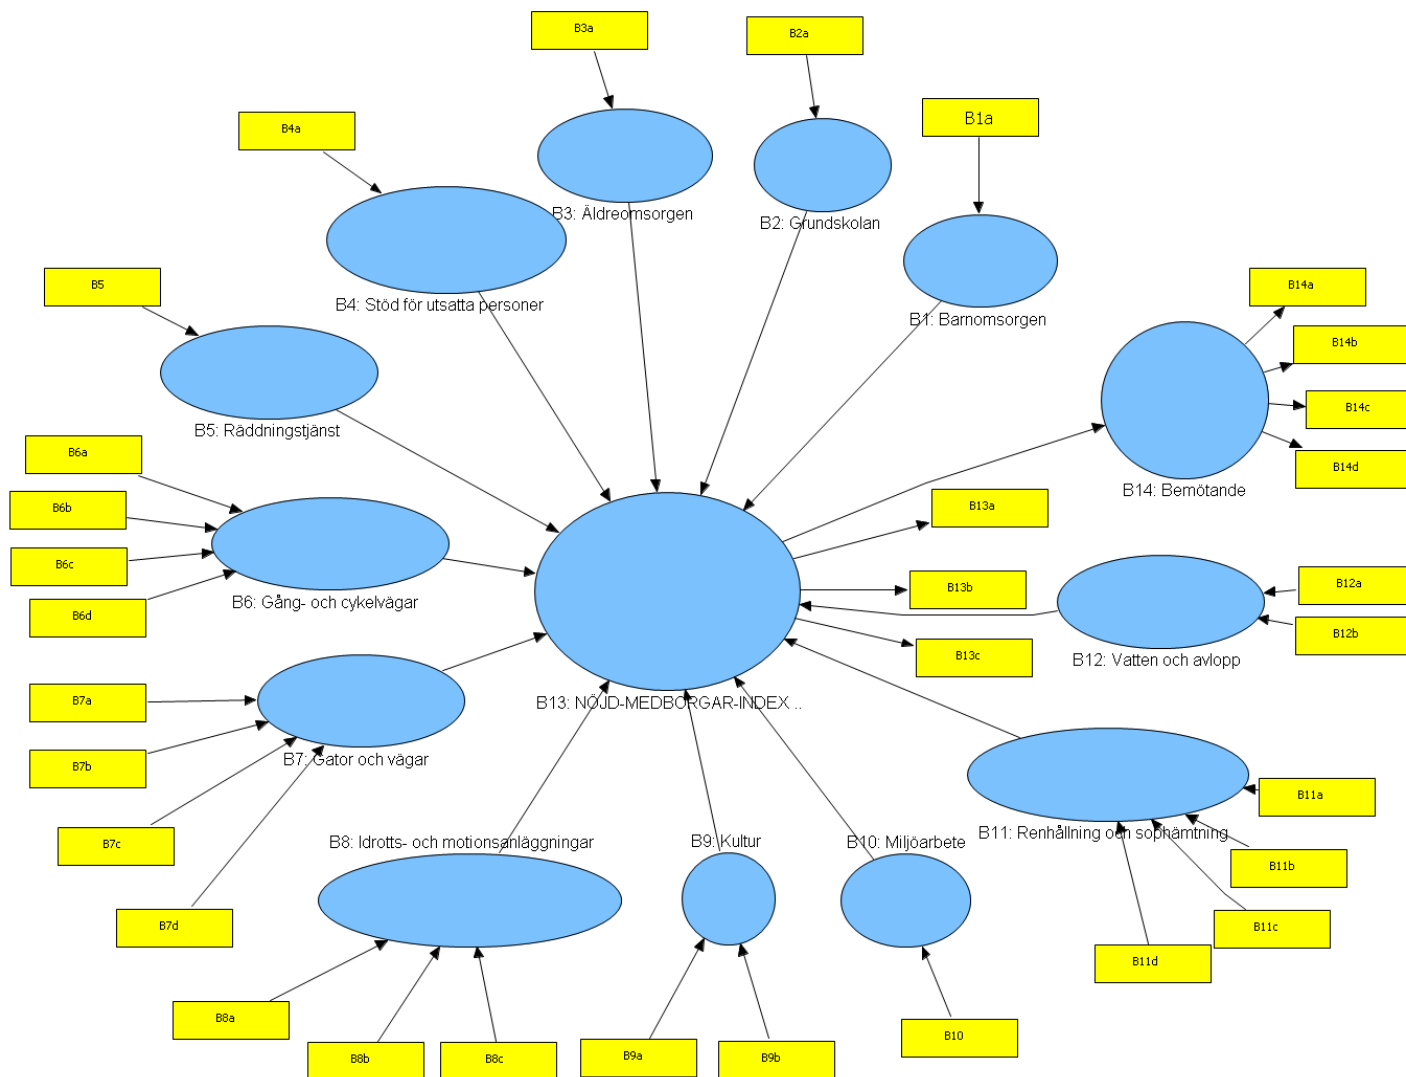 B3a
B2a
B1a
B4a
B3: Äldreomsorgen
B2: Grundskolan
B5
B4: Stöd för utsatta personer
B1: Barnomsorgen
B14a
B14b
B14c
B14d
B14: Bemötande
B5: Räddningstjänst
B6a
B6b
B6c
B6d
B6: Gång- och cykelvägar
B13a
B13b
B13c
B12a
B12b
B12: Vatten och avlopp
B13: NÖJD-MEDBORGAR-INDEX ..
B7a
B7b
B7c
B7d
B7: Gator och vägar
B8: Idrotts- och motionsanläggningar
B9: Kultur
B10: Miljöarbete
B11: Renhållning och sophämtning
B11a
B11b
B11c
B11d
B8a
B8b
B8c
B9a
B9b
B10